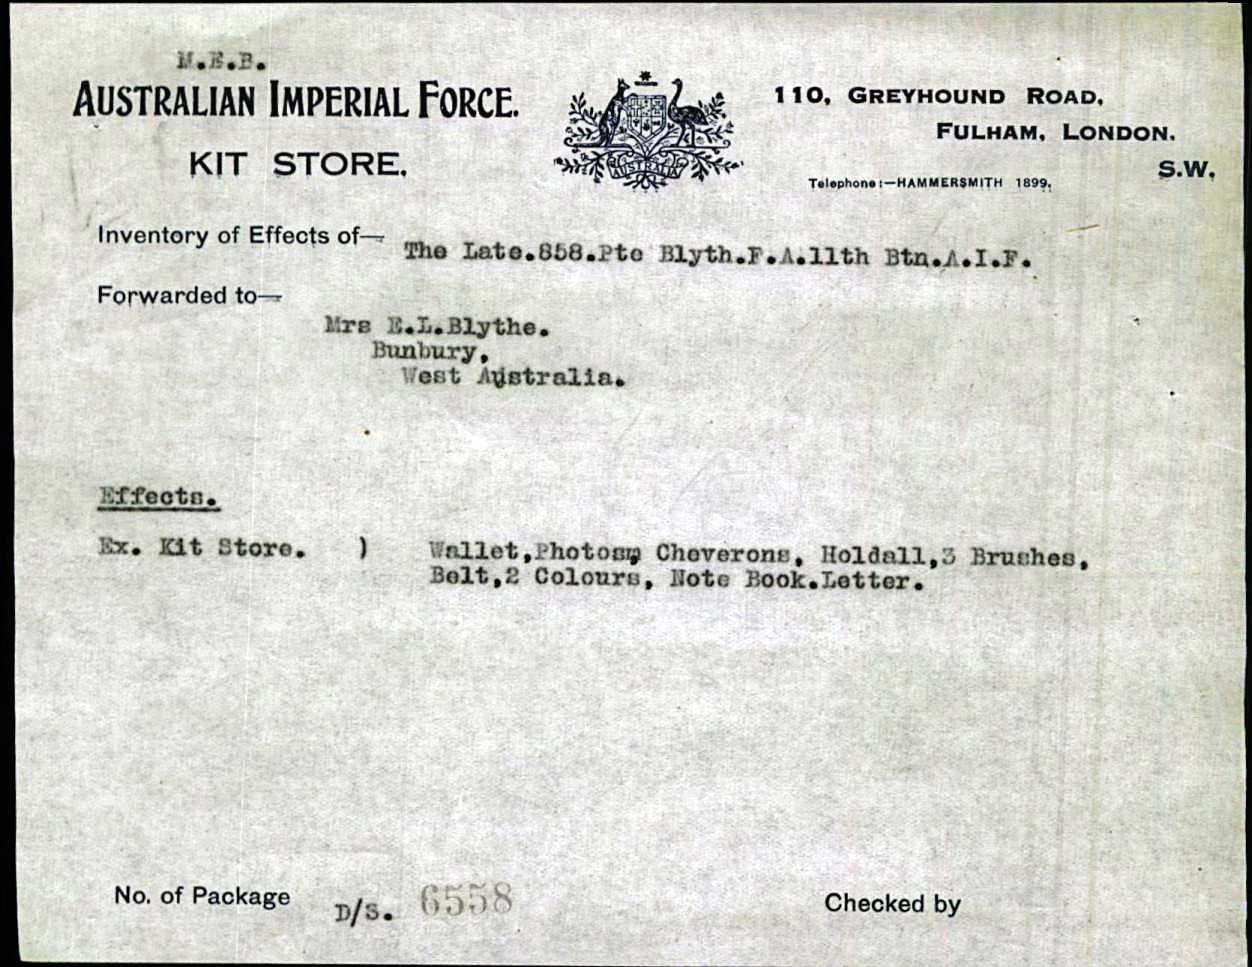 M.E.B.
AUSTRALIAN IMPERIAL FORCE.
KIT STORE.
AUSTRALIA
110, GREYHOUND ROAD,
FULHAM, LONDON.
S.W.
Telephone:—HAMMERSMITH 1899.
Inventory of Effects of— The Late.858.Pte Blyth.F.A.11th Btn.A.I.F.
Forwarded to—
Mrs E.L.Blythe.
Bunbury,
West Australia.
Effects.
Ex. Kit Store. ) Wallet,Photos, Cheverons, Holdall,3 Brushes,
Belt,2 Colours, Note Book.Letter.
No. of Package D/S. 6558
Checked by